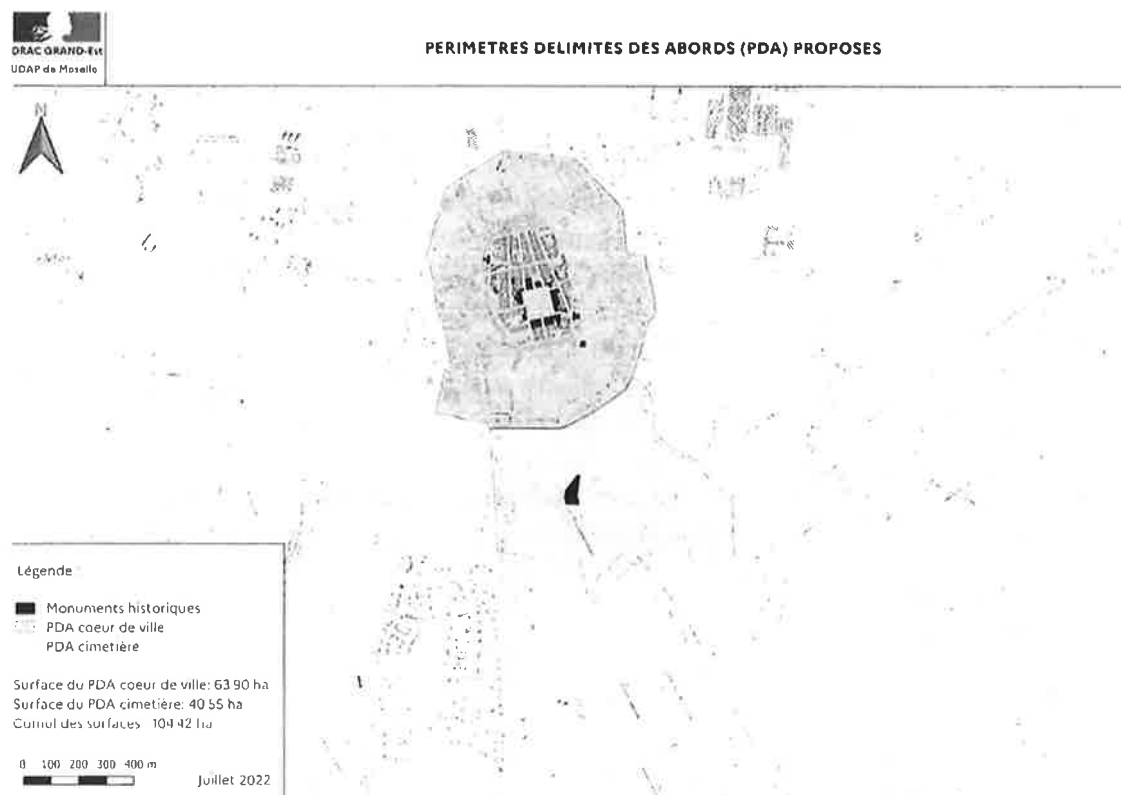 DRAC GRAND-Est
UDAP de Moselle
PERIMETRES DELIMITES DES ABORDS (PDA) PROPOSES
N
Légende
Monuments historiques
PDA coeur de ville
PDA cimetière
Surface du PDA coeur de ville: 63 90 ha
Surface du PDA cimetière: 40 55 ha
Cumul des surfaces : 104 42 ha
0 100 200 300 400 m
Juillet 2022